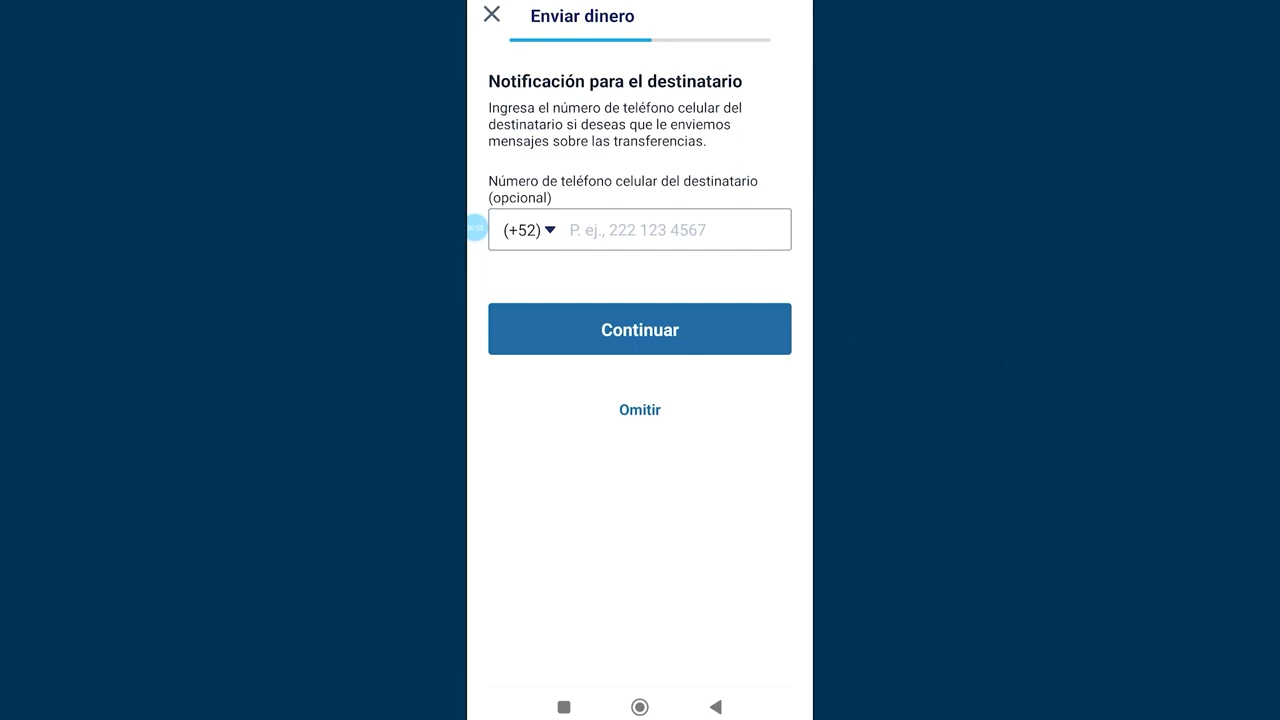 Enviar dinero
Notificación para el destinatario
Ingresa el número de teléfono celular del
destinatario si deseas que le enviemos
mensajes sobre las transferencias.
Número de teléfono celular del destinatario
(opcional)
(+52) P. ej., 222 123 4567
Continuar
Omitir